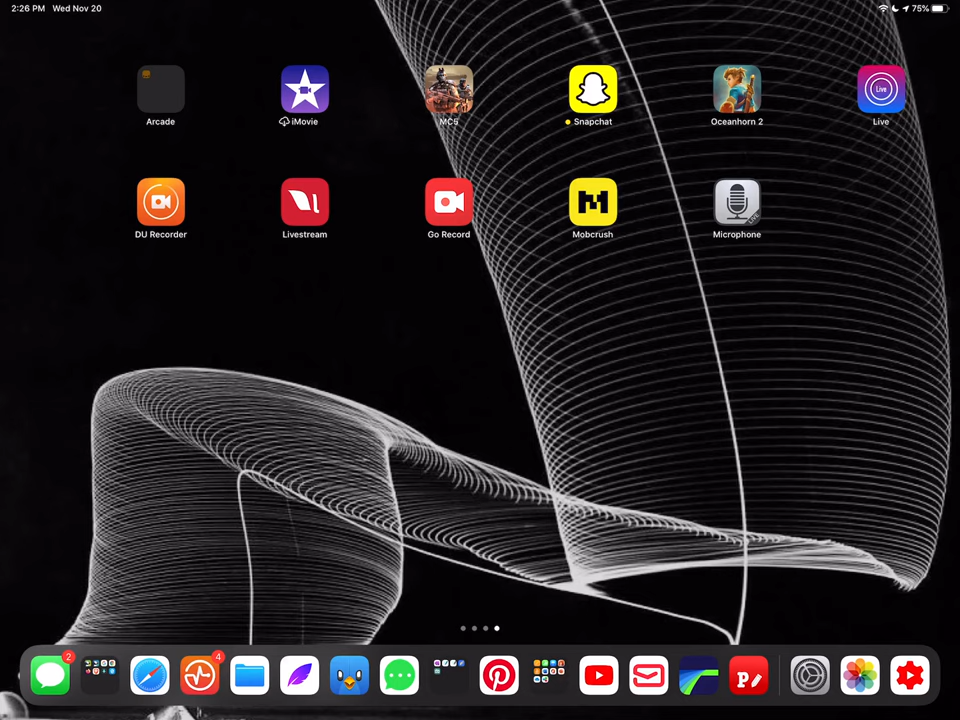 2:26 PM Wed Nov 20 75%
Arcade iMovie MC5 Snapchat Oceanhorn 2 Live
Live
DU Recorder Livestream Go Record Mobcrush Microphone
LIVE
2 4